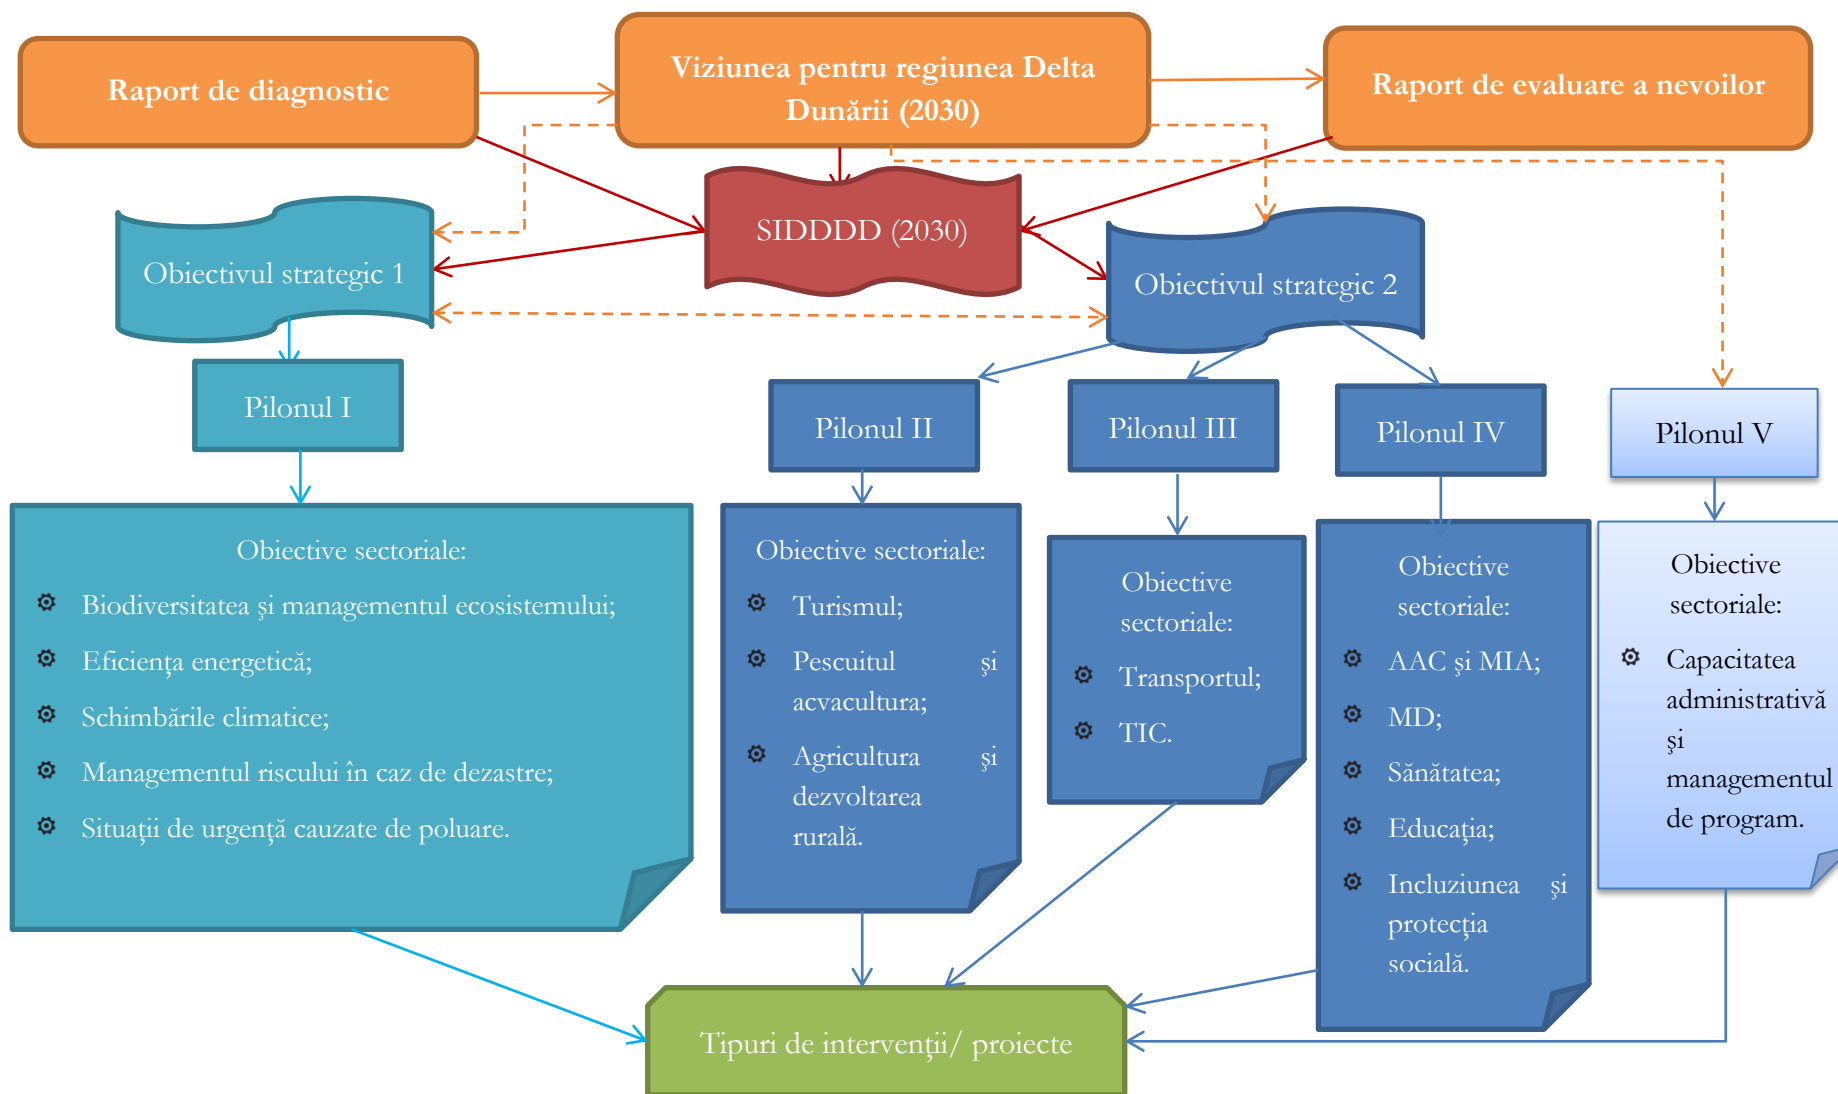 Raport de diagnostic
Viziunea pentru regiunea Delta
Dunării (2030)
Raport de evaluare a nevoilor
SIDDDD (2030)
Obiectivul strategic 1
Obiectivul strategic 2
Pilonul I
Pilonul II
Pilonul III
Pilonul IV
Pilonul V
Obiective sectoriale:
Biodiversitatea şi managementul ecosistemului;
Eficienţa energetică;
Schimbările climatice;
Managementul riscului în caz de dezastre;
Situaţii de urgenţă cauzate de poluare.
Obiective sectoriale:
Turismul;
Pescuitul şi
acvacultura;
Agricultura şi
dezvoltarea
rurală.
Obiective
sectoriale:
Transportul;
TIC.
Obiective
sectoriale:
AAC şi MIA;
MD;
Sănătatea;
Educaţia;
Incluziunea şi
protecţia
socială.
Obiective
sectoriale:
Capacitatea
administrativă
şi
managementul
de program.
Tipuri de intervenţii/ proiecte